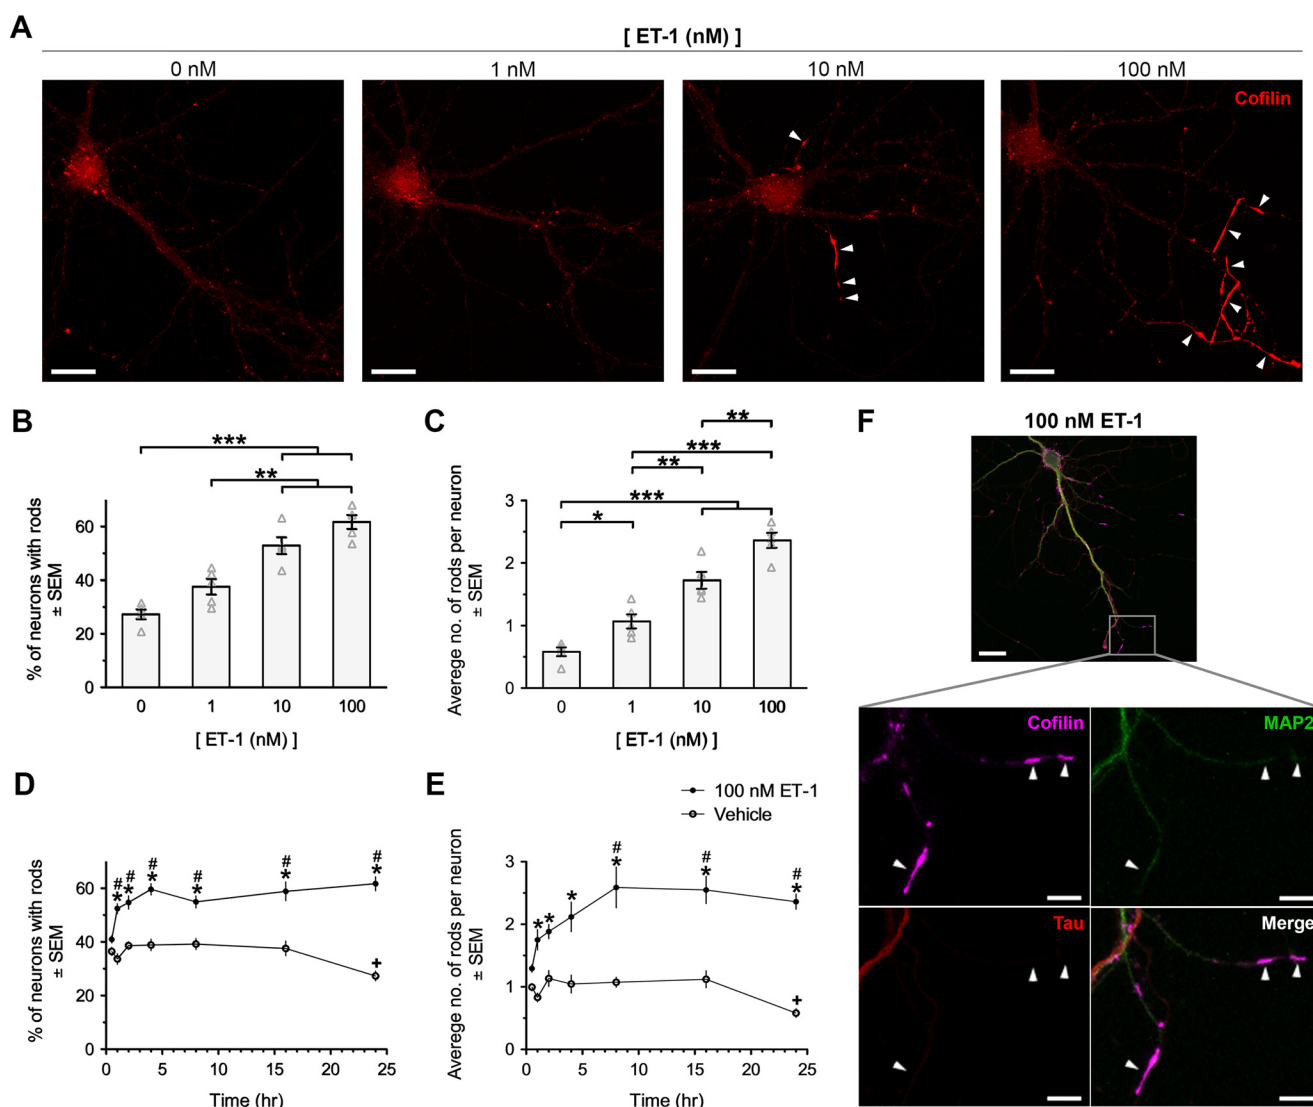 A
[ ET-1 (nM) ]
0 nM
1 nM
10 nM
100 nM
Cofilin
B
% of neurons with rods
± SEM
60
40
20
0
***
**
0
1
10
100
[ ET-1 (nM) ]
C
Averege no. of rods per neuron
± SEM
3
2
1
0
**
***
**
***
*
0
1
10
100
[ ET-1 (nM) ]
D
% of neurons with rods
± SEM
80
60
40
20
0
#
*
#
*
#
*
#
*
#
*
#
*
+
0
5
10
15
20
25
Time (hr)
E
100 nM ET-1
Vehicle
Averege no. of rods per neuron
± SEM
3
2
1
0
*
*
*
#
*
#
*
#
*
+
0
5
10
15
20
25
Time (hr)
F
100 nM ET-1
Cofilin
MAP2
Tau
Merge